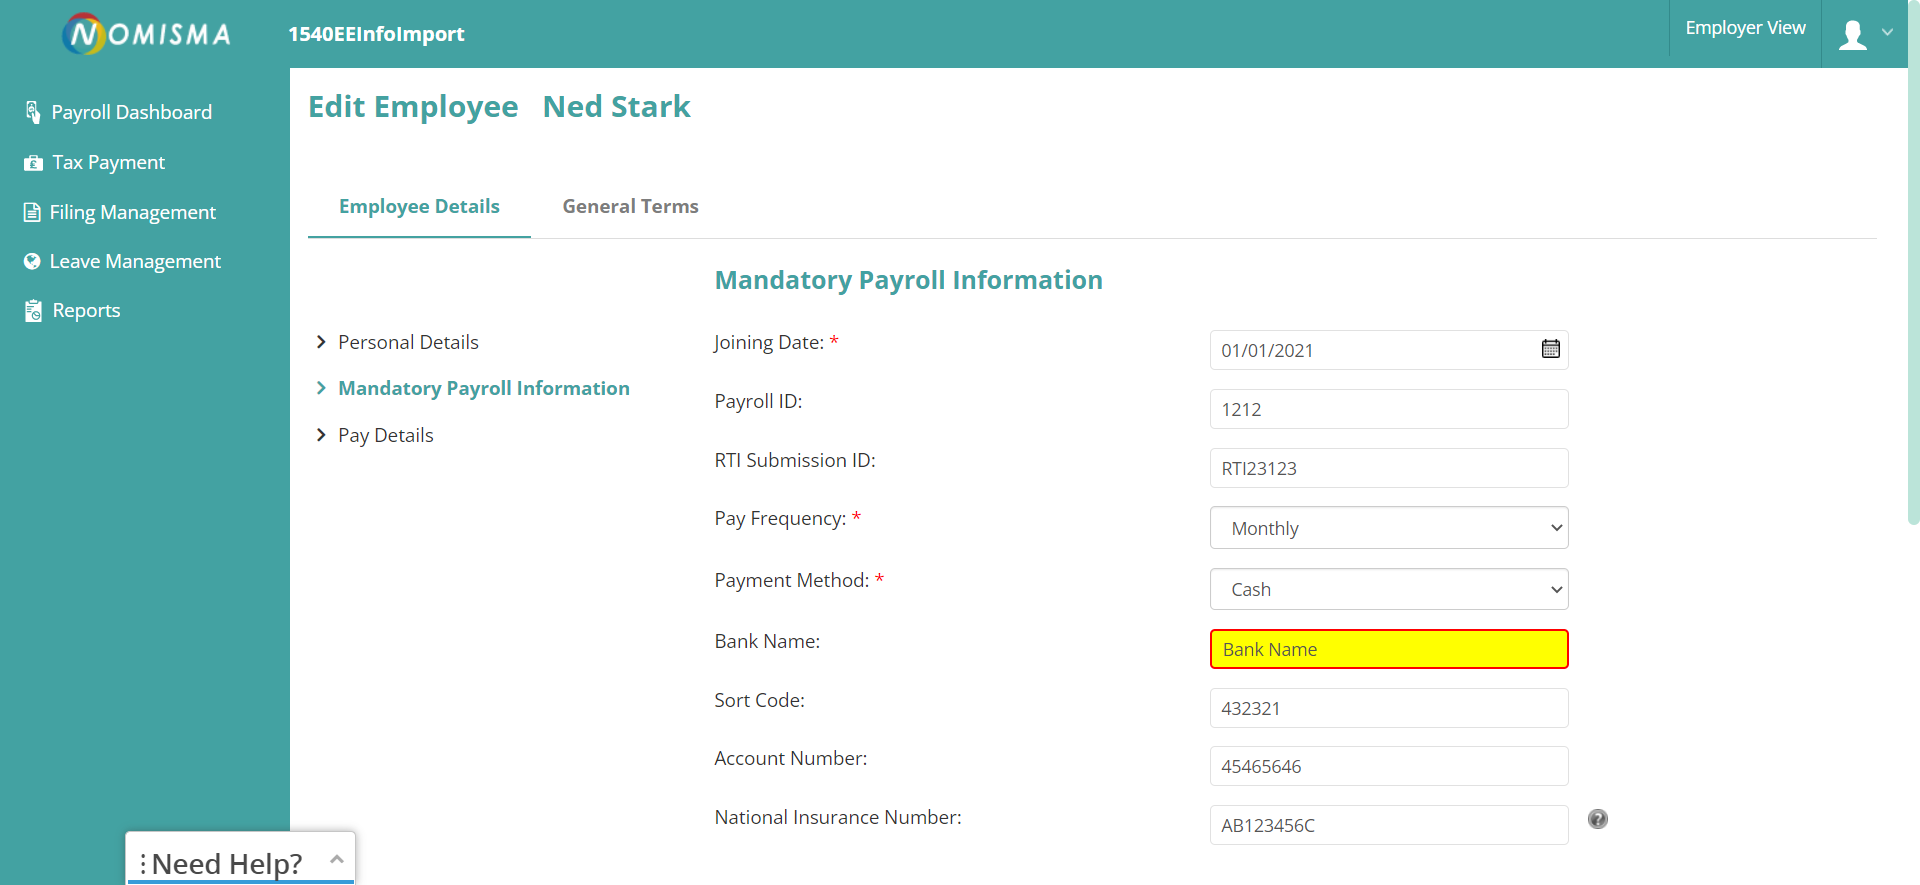 NOMISMA
1540EEInfoImport
Employer View
Payroll Dashboard
Tax Payment
Filing Management
Leave Management
Reports
Edit Employee Ned Stark
Employee Details
General Terms
Personal Details
Mandatory Payroll Information
Pay Details
Mandatory Payroll Information
Joining Date: * 01/01/2021
Payroll ID: 1212
RTI Submission ID: RTI23123
Pay Frequency: * Monthly
Payment Method: * Cash
Bank Name: Bank Name
Sort Code: 432321
Account Number: 45465646
National Insurance Number: AB123456C ?
Need Help?